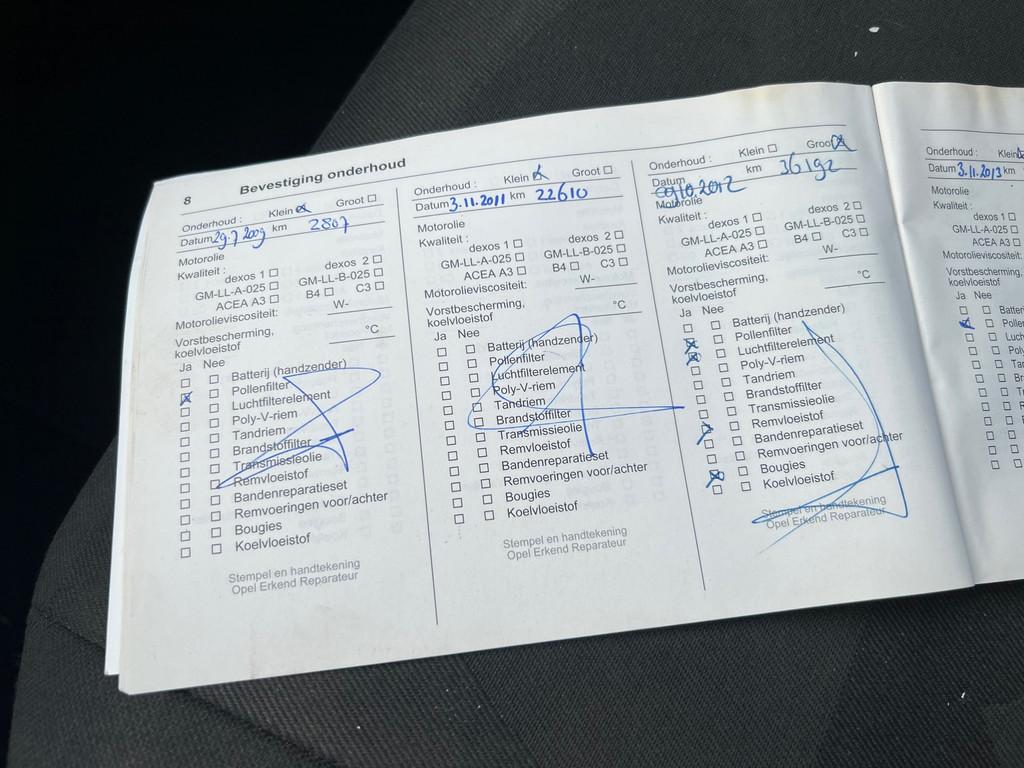 8 Bevestiging onderhoud
Onderhoud : Klein ☒ Groot ☐
Datum 29.7 2009 km 2807
Motorolie
Kwaliteit : dexos 1 ☐ dexos 2 ☐
GM-LL-A-025 ☐ GM-LL-B-025 ☐
ACEA A3 ☐ B4 ☐ C3 ☐
Motorolieviscositeit: W-
Vorstbescherming,
koelvloeistof °C
Ja Nee
☐ ☐ Batterij (handzender)
☒ ☐ Pollenfilter
☐ ☐ Luchtfilterelement
☐ ☐ Poly-V-riem
☐ ☐ Tandriem
☐ ☐ Brandstoffilter
☐ ☐ Transmissieolie
☐ ☐ Remvloeistof
☐ ☐ Bandenreparatieset
☐ ☐ Remvoeringen voor/achter
☐ ☐ Bougies
☐ ☐ Koelvloeistof
Stempel en handtekening
Opel Erkend Reparateur
Onderhoud : Klein ☒ Groot ☐
Datum 3.11.2011 km 22610
Motorolie
Kwaliteit : dexos 1 ☐ dexos 2 ☐
GM-LL-A-025 ☐ GM-LL-B-025 ☐
ACEA A3 ☐ B4 ☐ C3 ☐
Motorolieviscositeit: W-
Vorstbescherming,
koelvloeistof °C
Ja Nee
☐ ☐ Batterij (handzender)
☐ ☐ Pollenfilter
☐ ☐ Luchtfilterelement
☐ ☐ Poly-V-riem
☐ ☐ Tandriem
☐ ☐ Brandstoffilter
☐ ☐ Transmissieolie
☐ ☐ Remvloeistof
☐ ☐ Bandenreparatieset
☐ ☐ Remvoeringen voor/achter
☐ ☐ Bougies
☐ ☐ Koelvloeistof
Stempel en handtekening
Opel Erkend Reparateur
Onderhoud : Klein ☐ Groot ☒
Datum 10.2012 km 36192
Motorolie
Kwaliteit : dexos 1 ☐ dexos 2 ☐
GM-LL-A-025 ☐ GM-LL-B-025 ☐
ACEA A3 ☐ B4 ☐ C3 ☐
Motorolieviscositeit: W-
Vorstbescherming,
koelvloeistof °C
Ja Nee
☐ ☐ Batterij (handzender)
☒ ☐ Pollenfilter
☒ ☐ Luchtfilterelement
☐ ☐ Poly-V-riem
☐ ☐ Tandriem
☐ ☐ Brandstoffilter
☐ ☐ Transmissieolie
☒ ☐ Remvloeistof
☐ ☐ Bandenreparatieset
☐ ☐ Remvoeringen voor/achter
☒ ☐ Bougies
☐ ☐ Koelvloeistof
Stempel en handtekening
Opel Erkend Reparateur
Onderhoud : Klein
Datum 3.11.2013 km
Motorolie
Kwaliteit :
dexos 1 ☐
GM-LL-A-025 ☐
ACEA A3 ☐
Motorolieviscositeit:
Vorstbescherming,
koelvloeistof
Ja Nee
☐ ☐ Batter
☒ ☐ Pollen
☐ ☐ Luch
☐ ☐ Poly
☐ ☐ Tan